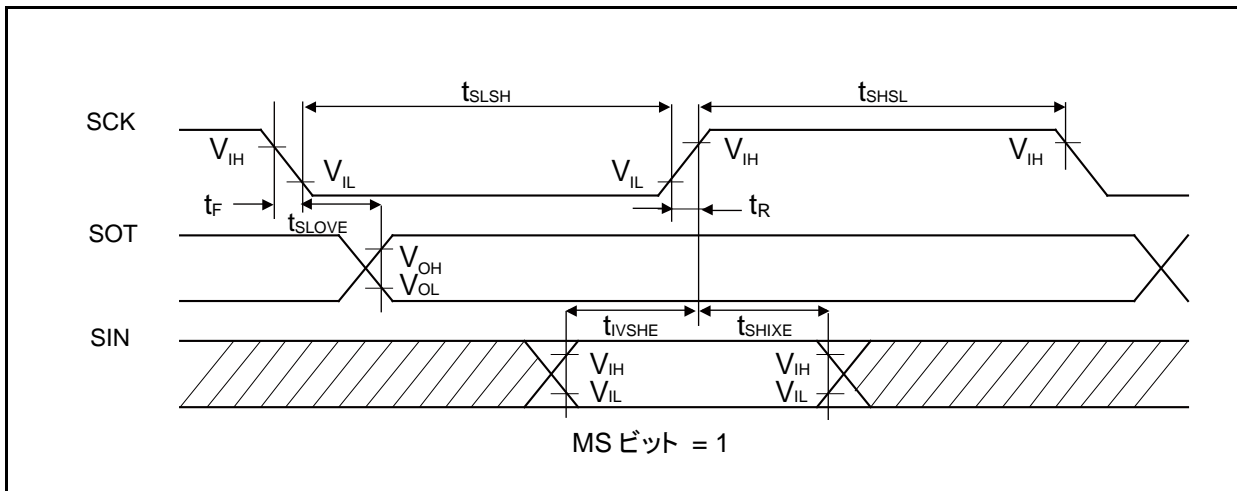 tSLSH tSHSL
SCK
VIH VIH VIH
VIL VIL
tF tSLOVE tR
SOT
VOH
VOL
tIVSHE tSHIXE
SIN
VIH VIH
VIL VIL
MS ビット = 1